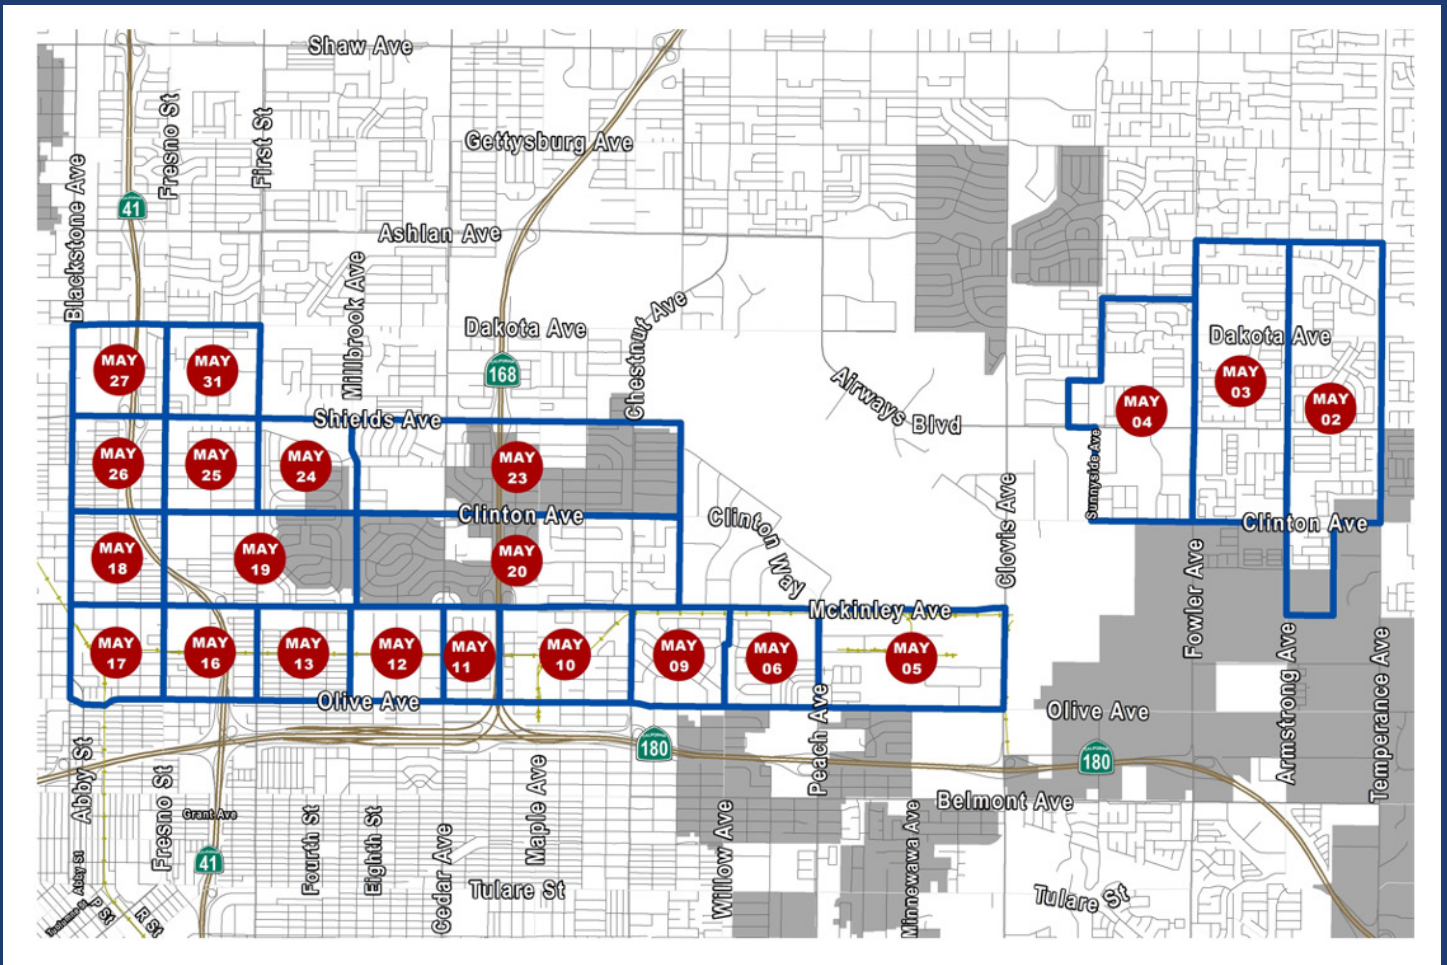 Shaw Ave
Fresno St
First St
Gettysburg Ave
Blackstone Ave
CALIFORNIA
41
Ashlan Ave
Millbrook Ave
Chestnut Ave
Dakota Ave
Dakota Ave
CALIFORNIA
168
MAY
27
MAY
31
Airways Blvd
MAY
04
MAY
03
MAY
02
Shields Ave
MAY
26
MAY
25
MAY
24
MAY
23
Sunnyside Ave
Clovis Ave
Clinton Ave
Clinton Way
Clinton Ave
MAY
18
MAY
19
MAY
20
Fowler Ave
Mckinley Ave
MAY
17
MAY
16
MAY
13
MAY
12
MAY
11
MAY
10
MAY
09
MAY
06
MAY
05
Armstrong Ave
Temperance Ave
Olive Ave
Peach Ave
Olive Ave
CALIFORNIA
180
CALIFORNIA
180
Abby St
Fresno St
Grant Ave
Maple Ave
Belmont Ave
Fourth St
Eighth St
Cedar Ave
Willow Ave
Minnewawa Ave
CALIFORNIA
41
Abby St
Tulare St
Tulare St
P St
R St